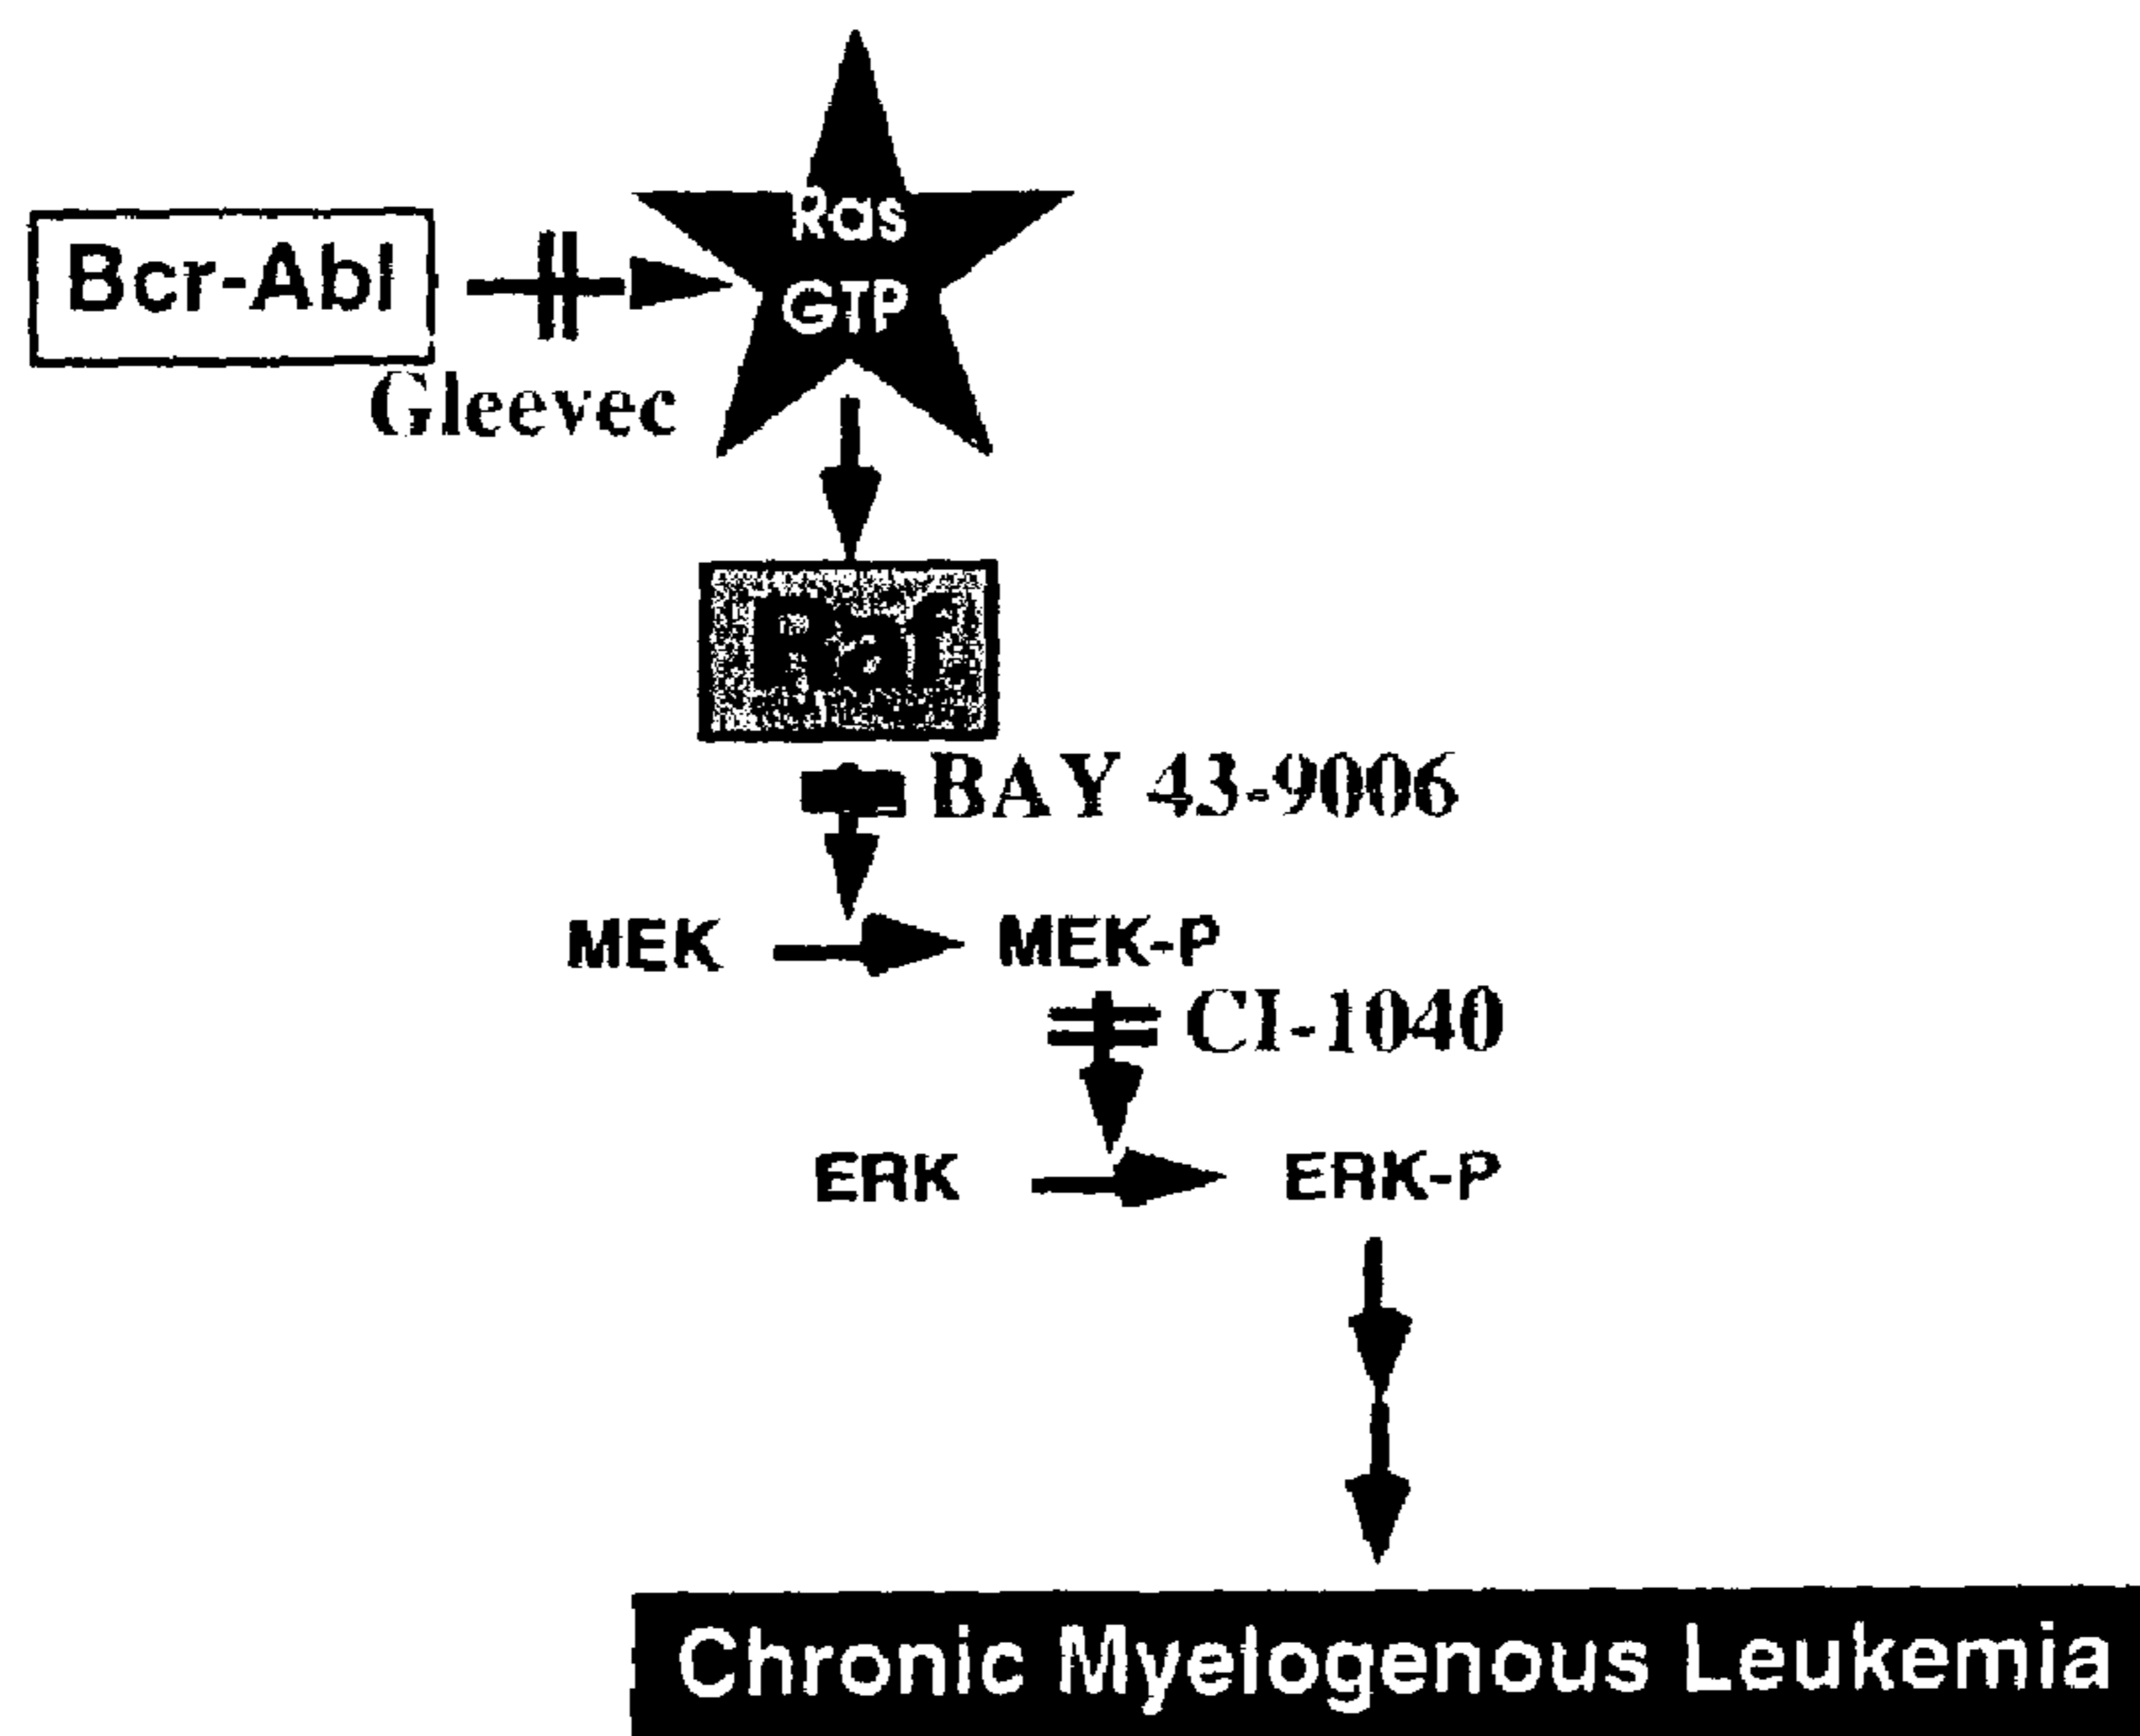 Ras
GTP
Bcr-Abl
Gleevec
Raf
BAY 43-9006
MEK
MEK-P
CI-1040
ERK
ERK-P
Chronic Myelogenous Leukemia